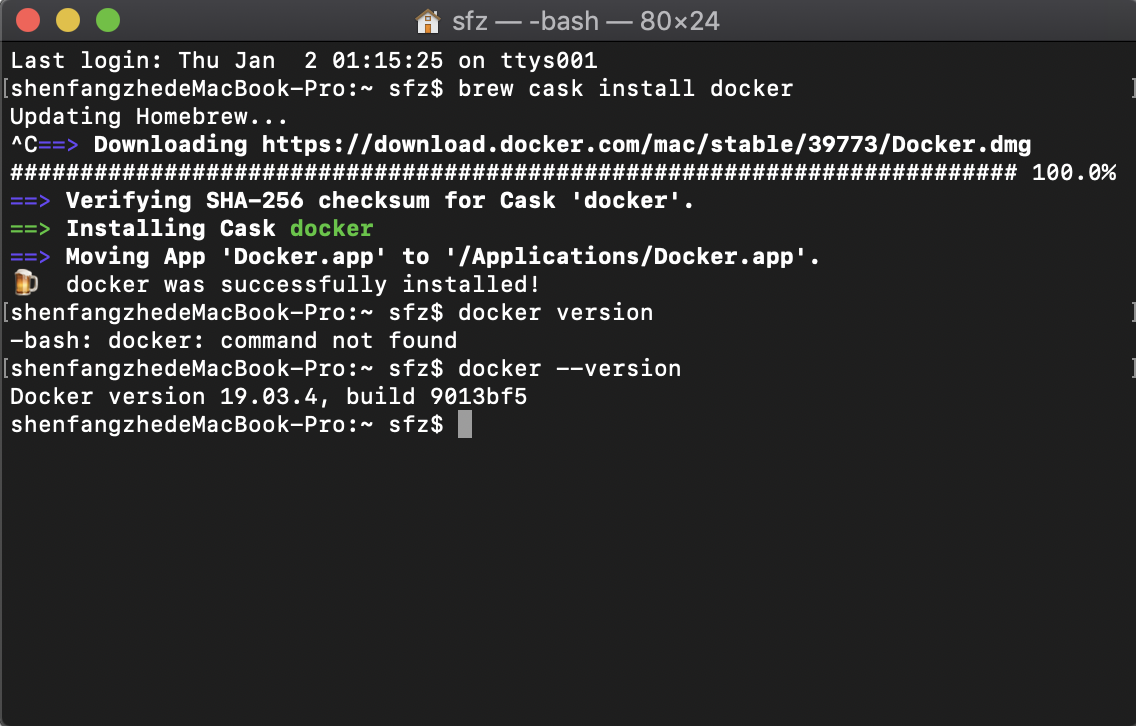 sfz — -bash — 80×24
Last login: Thu Jan  2 01:15:25 on ttys001
[shenfangzhedeMacBook-Pro:~ sfz$ brew cask install docker ]
Updating Homebrew...
^C==> Downloading https://download.docker.com/mac/stable/39773/Docker.dmg
######################################################################## 100.0%
==> Verifying SHA-256 checksum for Cask 'docker'.
==> Installing Cask docker
==> Moving App 'Docker.app' to '/Applications/Docker.app'.
🍺  docker was successfully installed!
[shenfangzhedeMacBook-Pro:~ sfz$ docker version ]
-bash: docker: command not found
[shenfangzhedeMacBook-Pro:~ sfz$ docker --version ]
Docker version 19.03.4, build 9013bf5
shenfangzhedeMacBook-Pro:~ sfz$